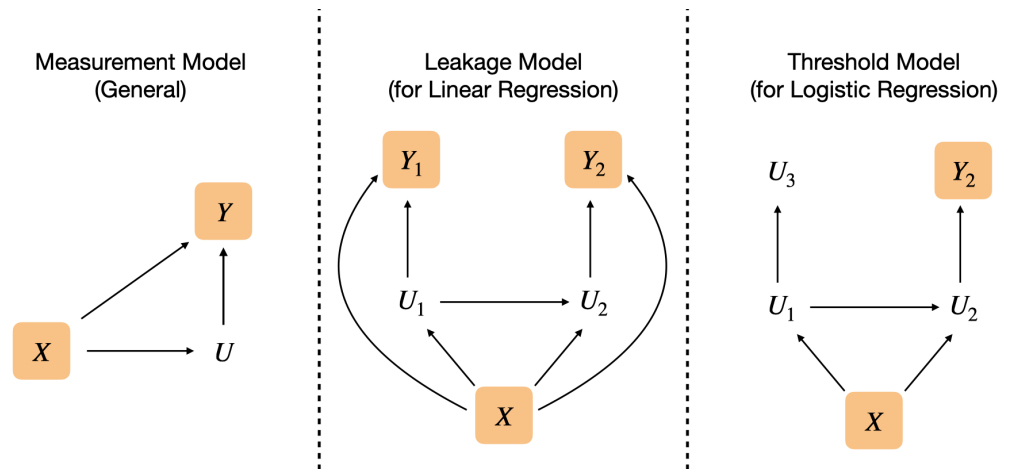 Measurement Model
(General)
Y
X
U
Leakage Model
(for Linear Regression)
Y₁
Y₂
U₁
U₂
X
Threshold Model
(for Logistic Regression)
U₃
Y₂
U₁
U₂
X